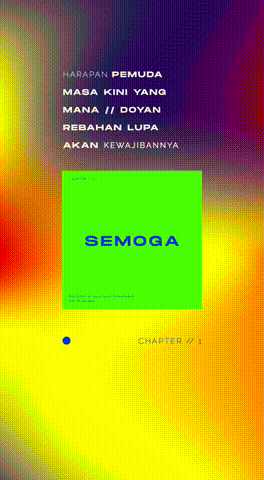 HARAPAN PEMUDA
MASA KINI YANG
MANA // DOYAN
REBAHAN LUPA
AKAN KEWAJIBANNYA
SEMOGA
CHAPTER // 1